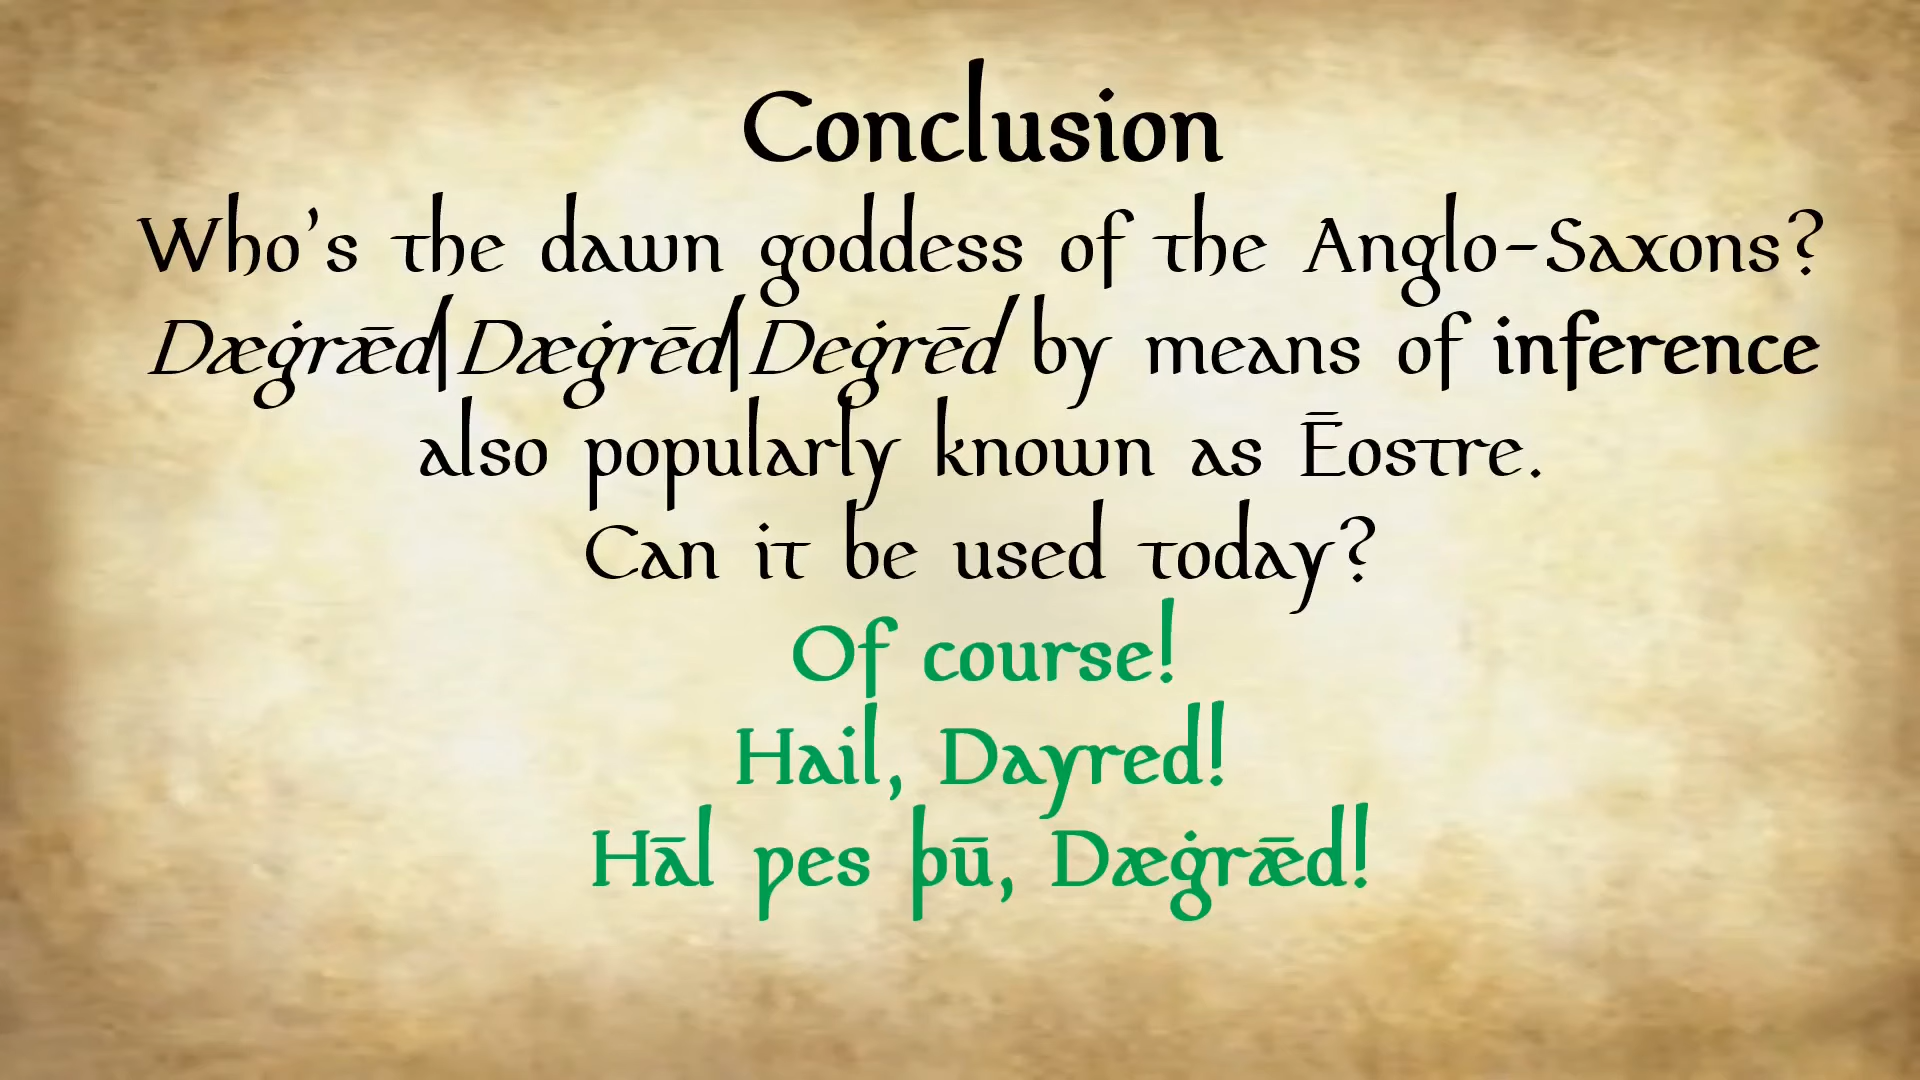 Conclusion
Who's the dawn goddess of the Anglo-Saxons?
Dæġrǣd|Dæġrēd|Deġrēd by means of inference
also popularly known as Ēostre.
Can it be used today?
Of course!
Hail, Dayred!
Hāl ƿes þū, Dæġrǣd!